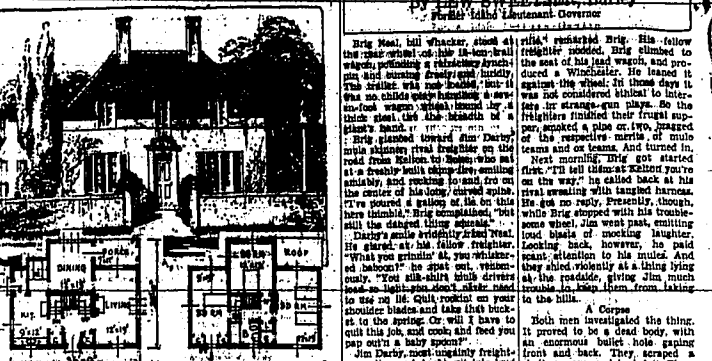 By LEW
Former Idaho Lieutenant Governor
Brig Neal, bull whacker, stood at
the rear wheel of his
wagon, pounding a refractory lynch-
pin and cursing freely and luridly.
The trailer was not loaded, but it
was no child's play handling a
foot wagon wheel bound by a
thick steel tire the breadth of a
giant's hand.
Brig glanced toward Jim Darby,
mule skinner, rival freighter on the
road from Kelton to Boise, who sat
at a freshly built camp fire, smiling
amiably, and rocking to and fro on
the center of his long, curved spine.
"I've poured a gallon of ile on this
here thimble," Brig complained, "but
still the danged thing squeals."
Darby's smile evidently irked Neal.
He glared at his fellow freighter.
"What you grinnin' at, you whisker-
ed baboon?" he spat out, venom-
ously. "You silk-shirt mule drivers
load so light you don't never need
to use no ile. Quit rockin' on your
shoulder blades and take that buck-
et to the spring. Or will I have to
quit this job, and cook, and feed you
pap out'n a baby spoon?"
Jim Darby, most ungainly freight-
rifle," remarked Brig. His fellow
freighter nodded. Brig climbed to
the seat of his lead wagon, and pro-
duced a Winchester. He leaned it
against the wheel. In those days it
was not considered ethical to inter-
fere in strange gun plays. So the
freighters finished their frugal sup-
per, smoked a pipe or two, bragged
of the respective merits of mule
teams and ox teams. And turned in.
Next morning, Brig got started
first. "I'll tell them at Kelton you're
on the way," he called back at his
rival sweating with tangled harness.
He got no reply. Presently, though,
while Brig stopped with his trouble-
some wheel, Jim went past, emitting
loud blasts of mocking laughter.
Looking back, however, he paid
scant attention to his mules. And
they shied violently at a thing lying
at the roadside, giving Jim much
trouble to keep them from taking
to the hills.
A Corpse
Both men investigated the thing.
It proved to be a dead body, with
an enormous bullet hole gaping
front and back. They scraped a
PORCH
DINING
KIT.
LIVING
BED RM
ROOF